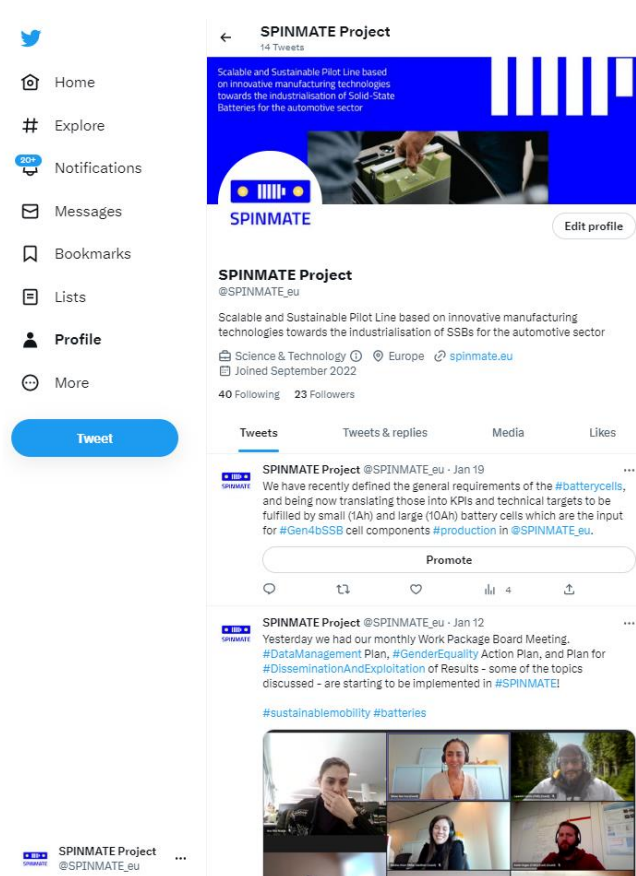 SPINMATE Project
14 Tweets
Home
Explore
20+
Notifications
Messages
Bookmarks
Lists
Profile
More
Tweet
Scalable and Sustainable Pilot Line based
on innovative manufacturing technologies
towards the industrialisation of Solid-State
Batteries for the automotive sector
SPINMATE
Edit profile
SPINMATE Project
@SPINMATE_eu
Scalable and Sustainable Pilot Line based on innovative manufacturing
technologies towards the industrialisation of SSBs for the automotive sector
Science & Technology Europe spinmate.eu
Joined September 2022
40 Following 23 Followers
Tweets Tweets & replies Media Likes
SPINMATE
SPINMATE Project @SPINMATE_eu · Jan 19
We have recently defined the general requirements of the #batterycells,
and being now translating those into KPIs and technical targets to be
fulfilled by small (1Ah) and large (10Ah) battery cells which are the input
for #Gen4bSSB cell components #production in @SPINMATE_eu.
Promote
4
SPINMATE
SPINMATE Project @SPINMATE_eu · Jan 12
Yesterday we had our monthly Work Package Board Meeting.
#DataManagement Plan, #GenderEquality Action Plan, and Plan for
#DisseminationAndExploitation of Results - some of the topics
discussed - are starting to be implemented in #SPINMATE!
#sustainablemobility #batteries
SPINMATE
SPINMATE Project
@SPINMATE_eu